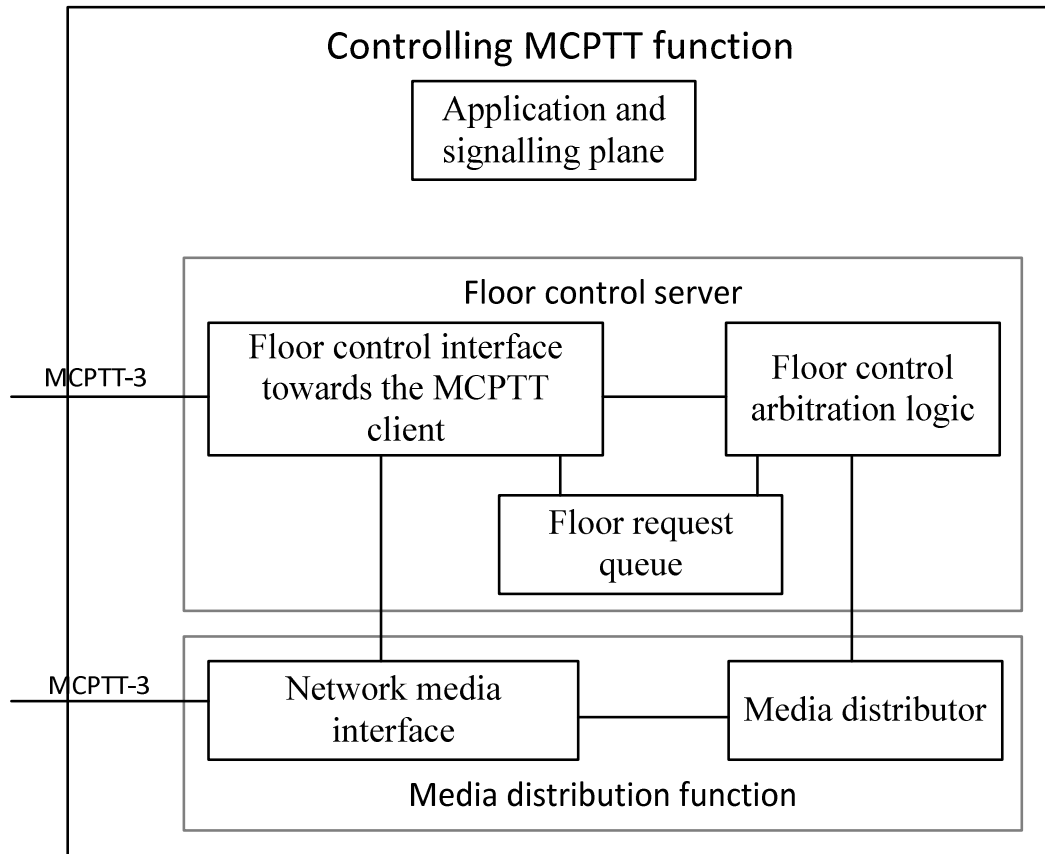 Controlling MCPTT function
Application and
signalling plane
Floor control server
Floor control interface
towards the MCPTT
client
Floor control
arbitration logic
MCPTT-3
Floor request
queue
MCPTT-3
Network media
interface
Media distributor
Media distribution function